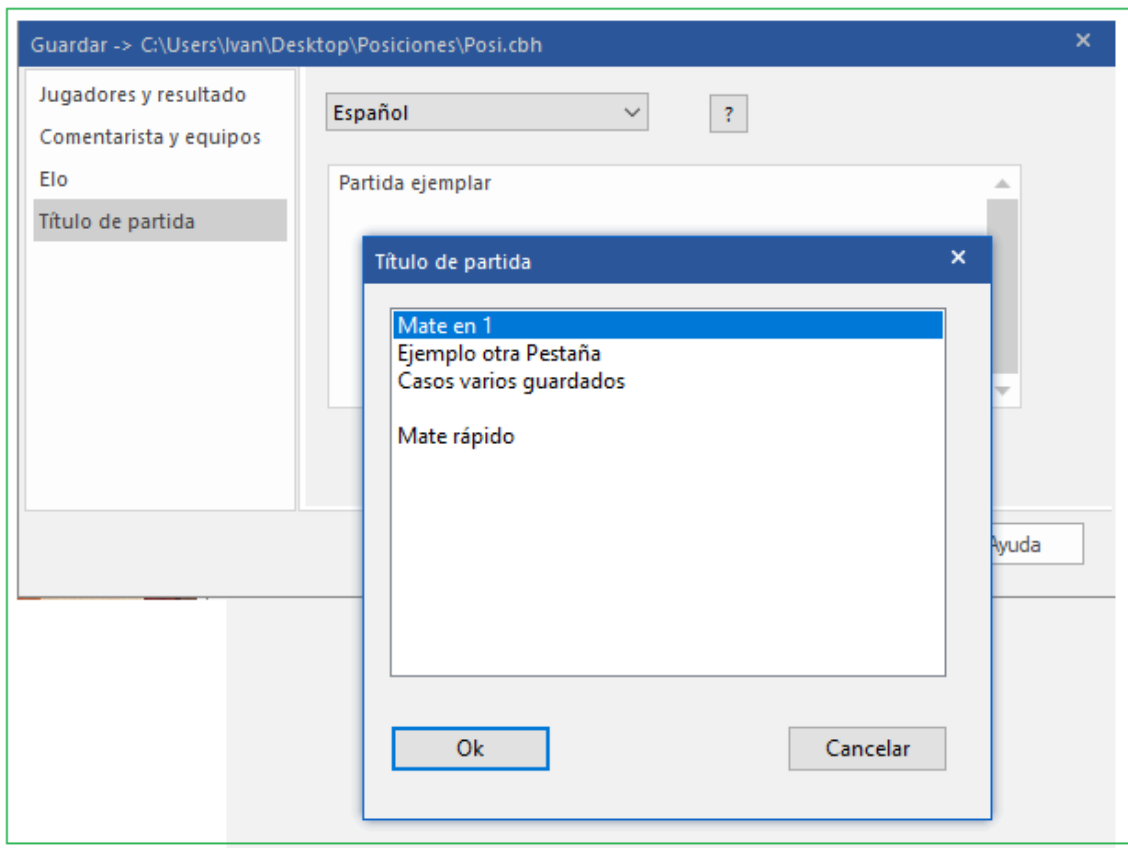 Guardar -> C:\Users\Ivan\Desktop\Posiciones\Posi.cbh
Jugadores y resultado
Comentarista y equipos
Elo
Título de partida
Español
?
Partida ejemplar
Título de partida
Mate en 1
Ejemplo otra Pestaña
Casos varios guardados
Mate rápido
Ayuda
Ok
Cancelar